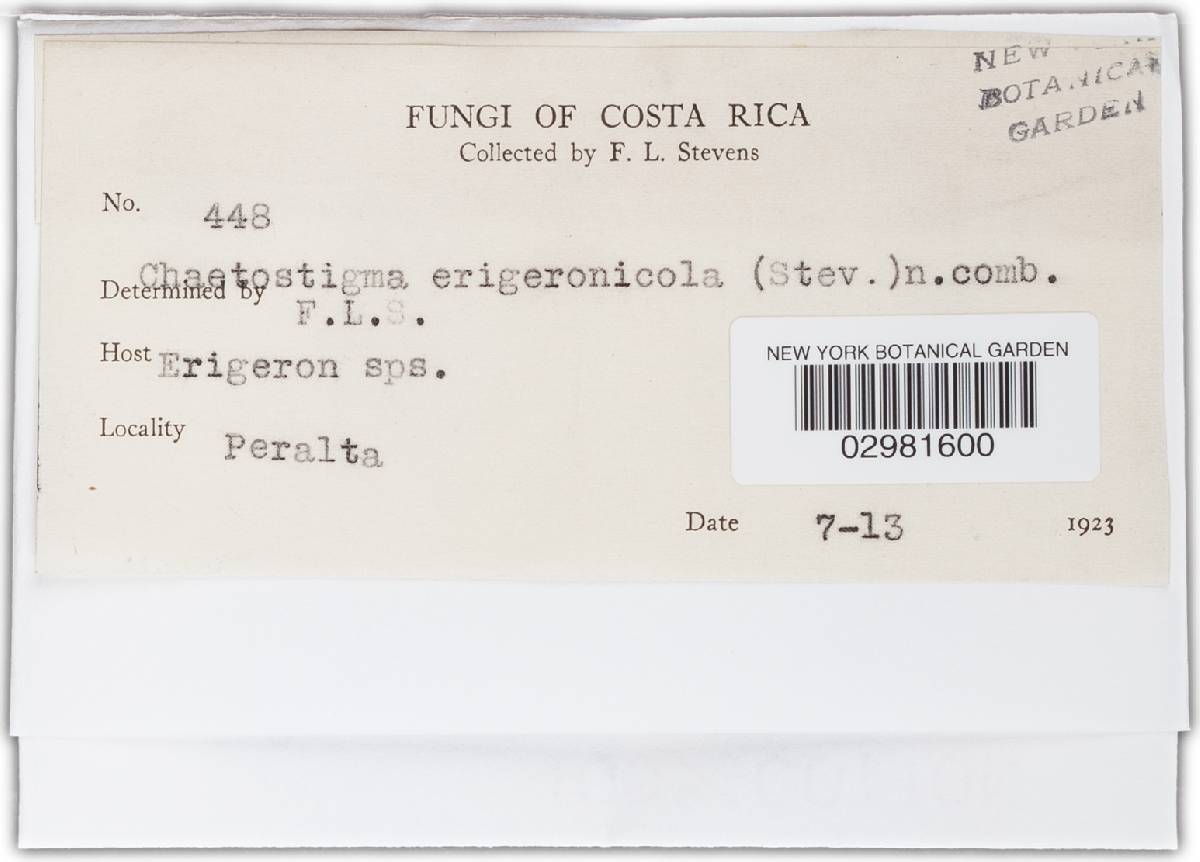 NEW
BOTANICAL
GARDEN
FUNGI OF COSTA RICA
Collected by F. L. Stevens
No. 448
Chaetostigma erigeronicola (Stev.)n.comb.
Determined by F.L.S.
Host Erigeron sps.
Locality Peralta
NEW YORK BOTANICAL GARDEN
02981600
Date 7-13 1923